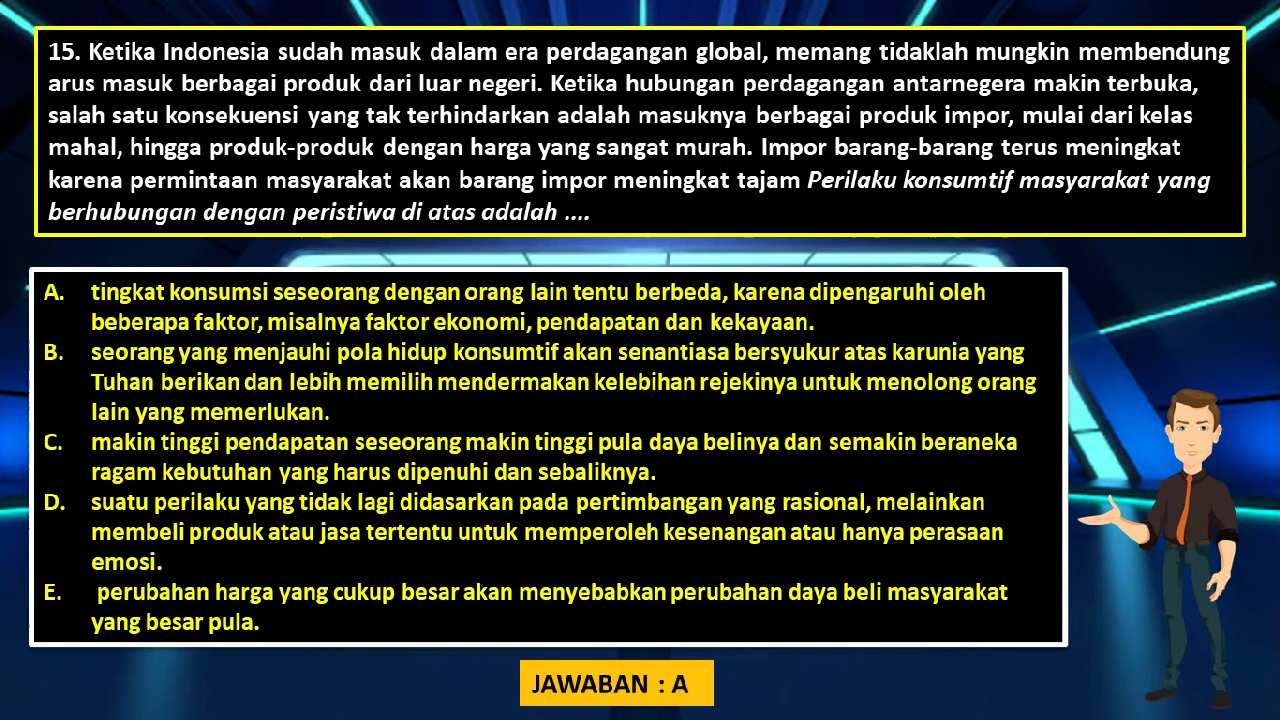 15. Ketika Indonesia sudah masuk dalam era perdagangan global, memang tidaklah mungkin membendung
arus masuk berbagai produk dari luar negeri. Ketika hubungan perdagangan antarnegera makin terbuka,
salah satu konsekuensi yang tak terhindarkan adalah masuknya berbagai produk impor, mulai dari kelas
mahal, hingga produk-produk dengan harga yang sangat murah. Impor barang-barang terus meningkat
karena permintaan masyarakat akan barang impor meningkat tajam Perilaku konsumtif masyarakat yang
berhubungan dengan peristiwa di atas adalah ....
A. tingkat konsumsi seseorang dengan orang lain tentu berbeda, karena dipengaruhi oleh
beberapa faktor, misalnya faktor ekonomi, pendapatan dan kekayaan.
B. seorang yang menjauhi pola hidup konsumtif akan senantiasa bersyukur atas karunia yang
Tuhan berikan dan lebih memilih mendermakan kelebihan rejekinya untuk menolong orang
lain yang memerlukan.
C. makin tinggi pendapatan seseorang makin tinggi pula daya belinya dan semakin beraneka
ragam kebutuhan yang harus dipenuhi dan sebaliknya.
D. suatu perilaku yang tidak lagi didasarkan pada pertimbangan yang rasional, melainkan
membeli produk atau jasa tertentu untuk memperoleh kesenangan atau hanya perasaan
emosi.
E. perubahan harga yang cukup besar akan menyebabkan perubahan daya beli masyarakat
yang besar pula.
JAWABAN : A